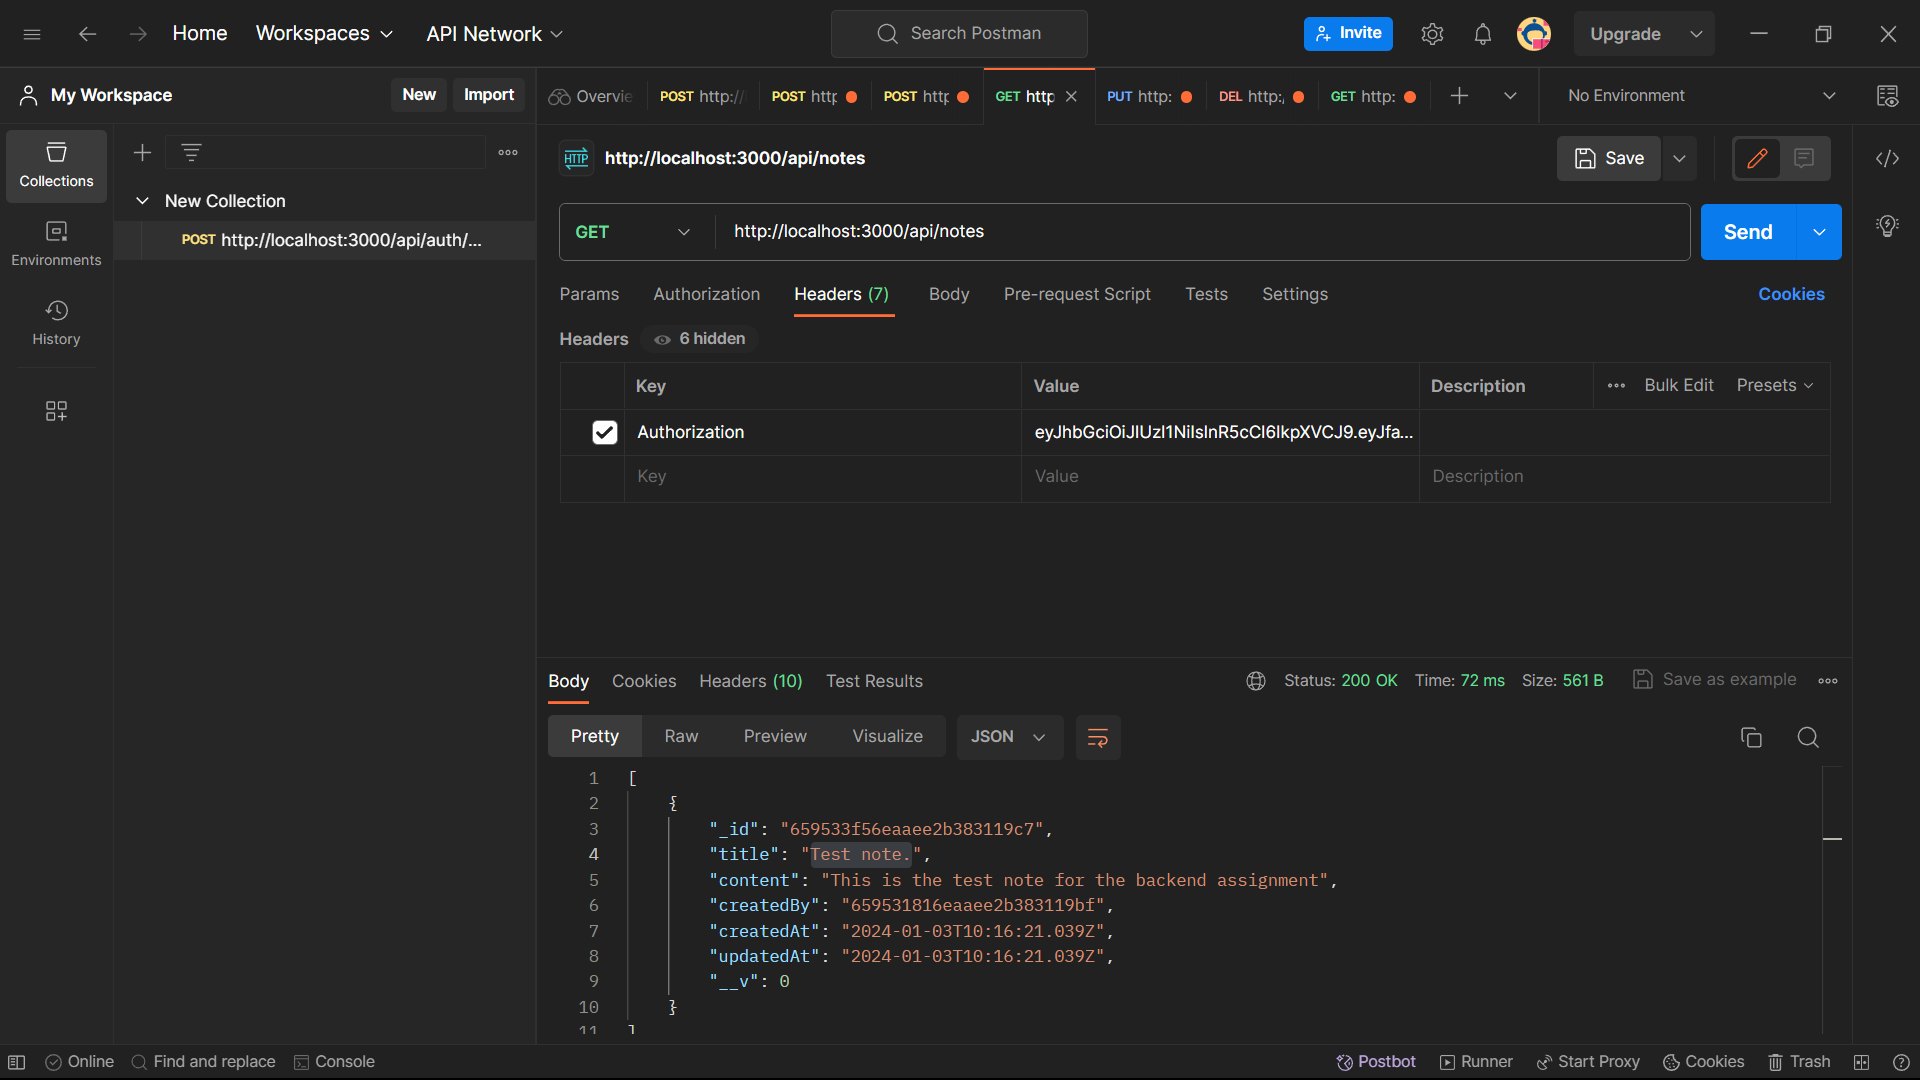 Home Workspaces API Network Search Postman Invite Upgrade
My Workspace New Import
Overvie POST http:/ POST http POST http GET http PUT http: DEL http: GET http: No Environment
Collections
Environments
History
New Collection
POST http://localhost:3000/api/auth/...
HTTP http://localhost:3000/api/notes Save
GET http://localhost:3000/api/notes Send
Params Authorization Headers (7) Body Pre-request Script Tests Settings Cookies
Headers 6 hidden
Key Value Description Bulk Edit Presets
Authorization eyJhbGciOiJIUzI1NiIsInR5cCI6IkpXVCJ9.eyJfa...
Key Value Description
Body Cookies Headers (10) Test Results Status: 200 OK Time: 72 ms Size: 561 B Save as example
Pretty Raw Preview Visualize JSON
1 [
2 {
3 "_id": "659533f56eaaee2b383119c7",
4 "title": "Test note.",
5 "content": "This is the test note for the backend assignment",
6 "createdBy": "659531816eaaee2b383119bf",
7 "createdAt": "2024-01-03T10:16:21.039Z",
8 "updatedAt": "2024-01-03T10:16:21.039Z",
9 "__v": 0
10 }
11 ]
Online Find and replace Console Postbot Runner Start Proxy Cookies Trash